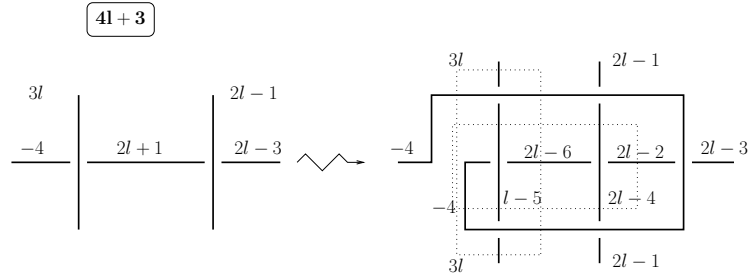 4l + 3
3l
2l − 1
−4
2l + 1
2l − 3
3l
2l − 1
−4
2l − 6
2l − 2
2l − 3
−4
l − 5
2l − 4
3l
2l − 1